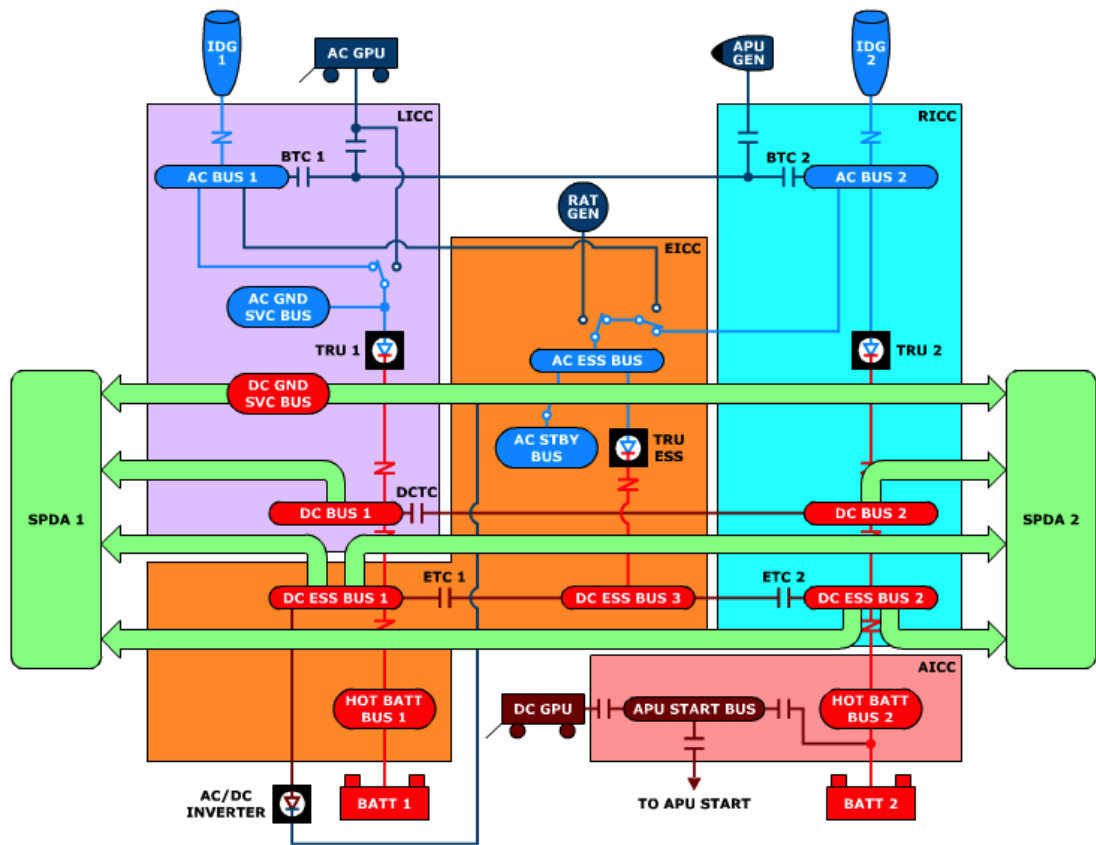 IDG
1
AC GPU
APU
GEN
IDG
2
LICC
RICC
BTC 1
BTC 2
AC BUS 1
AC BUS 2
RAT
GEN
EICC
AC GND
SVC BUS
TRU 1
AC ESS BUS
TRU 2
DC GND
SVC BUS
AC STBY
BUS
TRU
ESS
SPDA 1
DC BUS 1
DCTC
DC BUS 2
SPDA 2
ETC 1
ETC 2
DC ESS BUS 1
DC ESS BUS 3
DC ESS BUS 2
AICC
HOT BATT
BUS 1
DC GPU
APU START BUS
HOT BATT
BUS 2
AC/DC
INVERTER
BATT 1
TO APU START
BATT 2